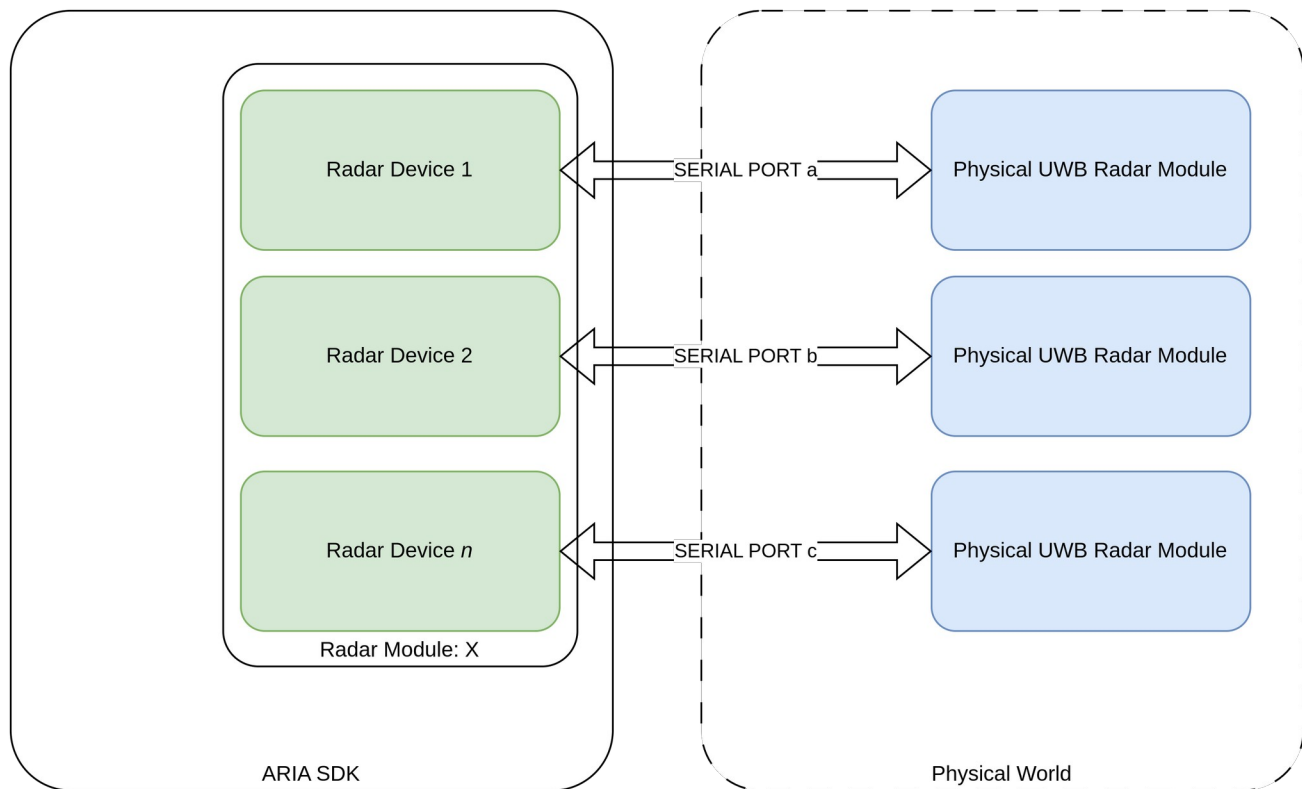 Radar Device 1
SERIAL PORT a
Physical UWB Radar Module
Radar Device 2
SERIAL PORT b
Physical UWB Radar Module
Radar Device n
SERIAL PORT c
Physical UWB Radar Module
Radar Module: X
ARIA SDK
Physical World